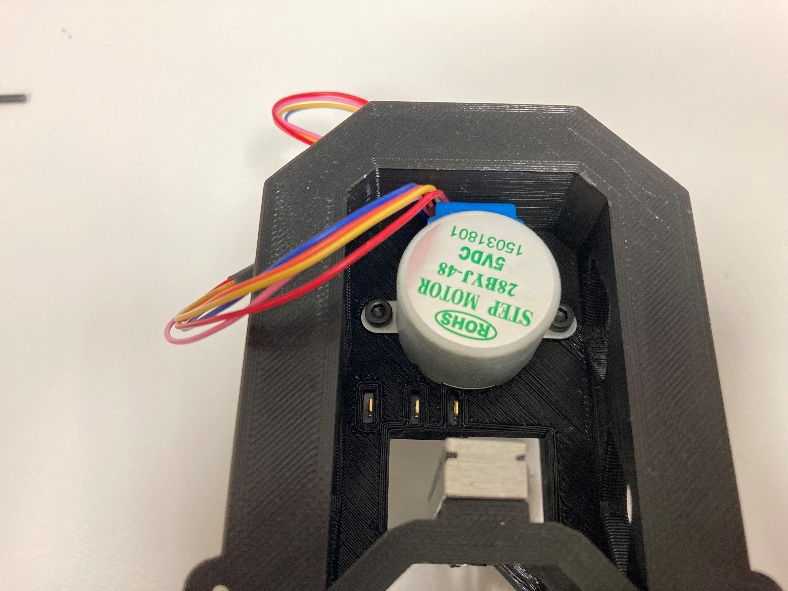 ROHS
STEP MOTOR
28BYJ-48
5VDC
15031801